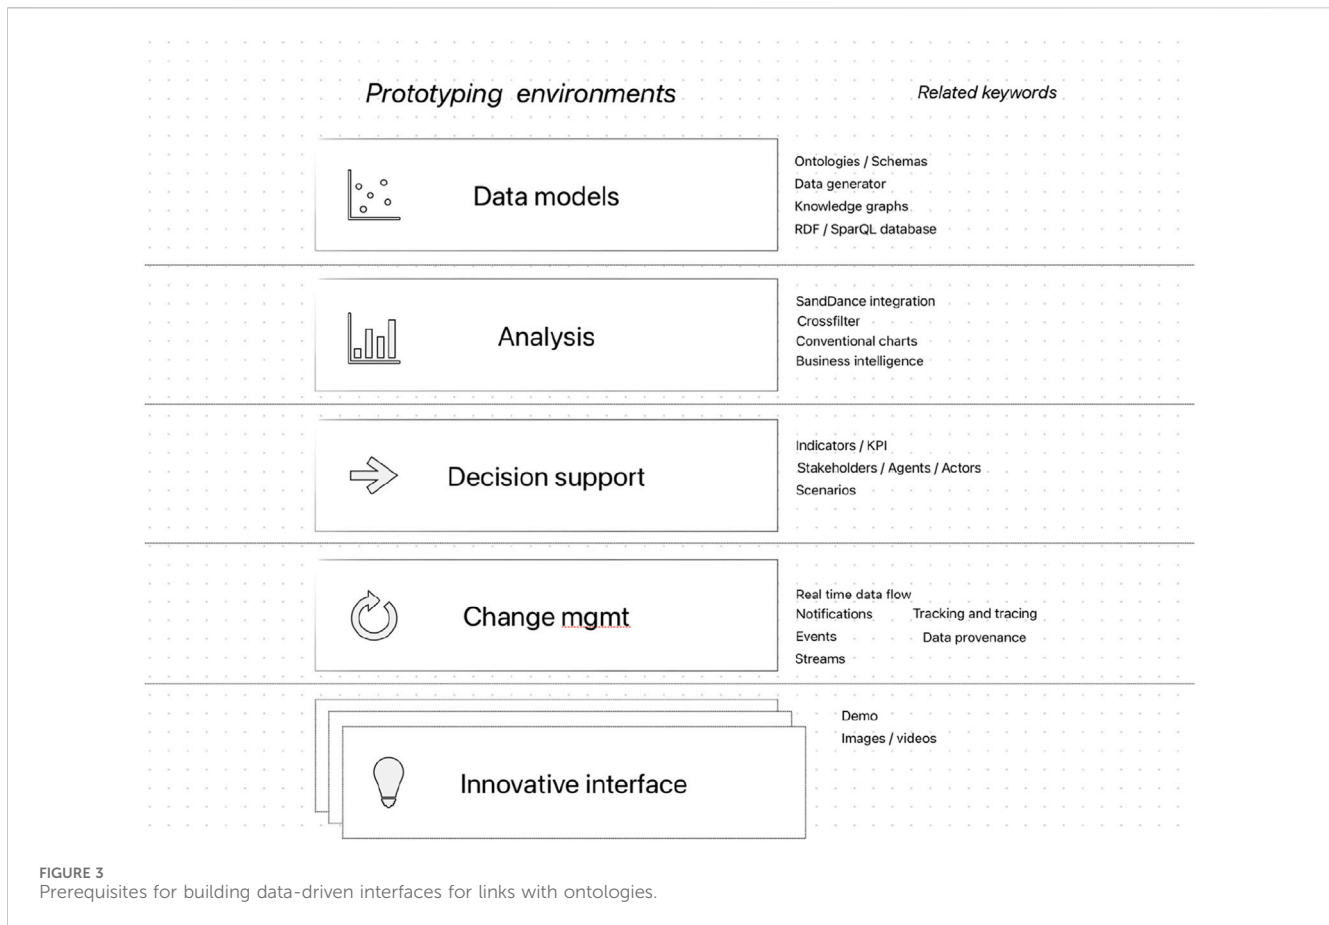 Prototyping environments
Related keywords
Data models
Ontologies / Schemas
Data generator
Knowledge graphs
RDF / SparQL database
Analysis
SandDance integration
Crossfilter
Conventional charts
Business intelligence
Decision support
Indicators / KPI
Stakeholders / Agents / Actors
Scenarios
Change mgmt
Real time data flow
Notifications
Tracking and tracing
Events
Data provenance
Streams
Innovative interface
Demo
Images / videos
FIGURE 3
Prerequisites for building data-driven interfaces for links with ontologies.